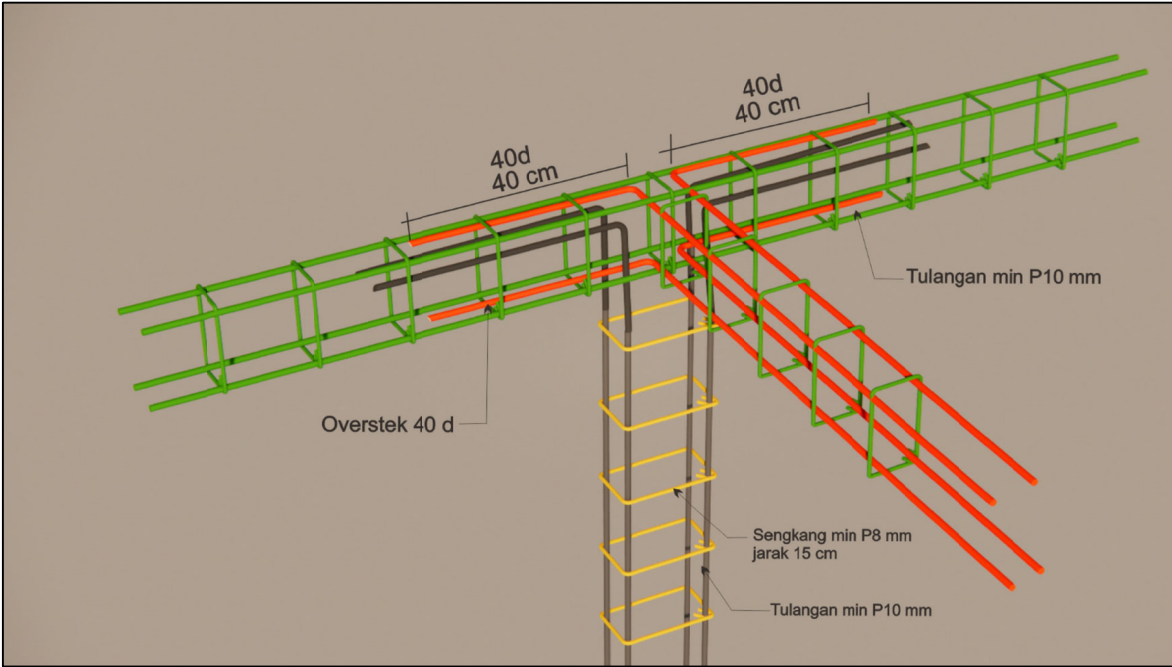 40d
40 cm
40d
40 cm
Tulangan min P10 mm
Overstek 40 d
Sengkang min P8 mm
jarak 15 cm
Tulangan min P10 mm